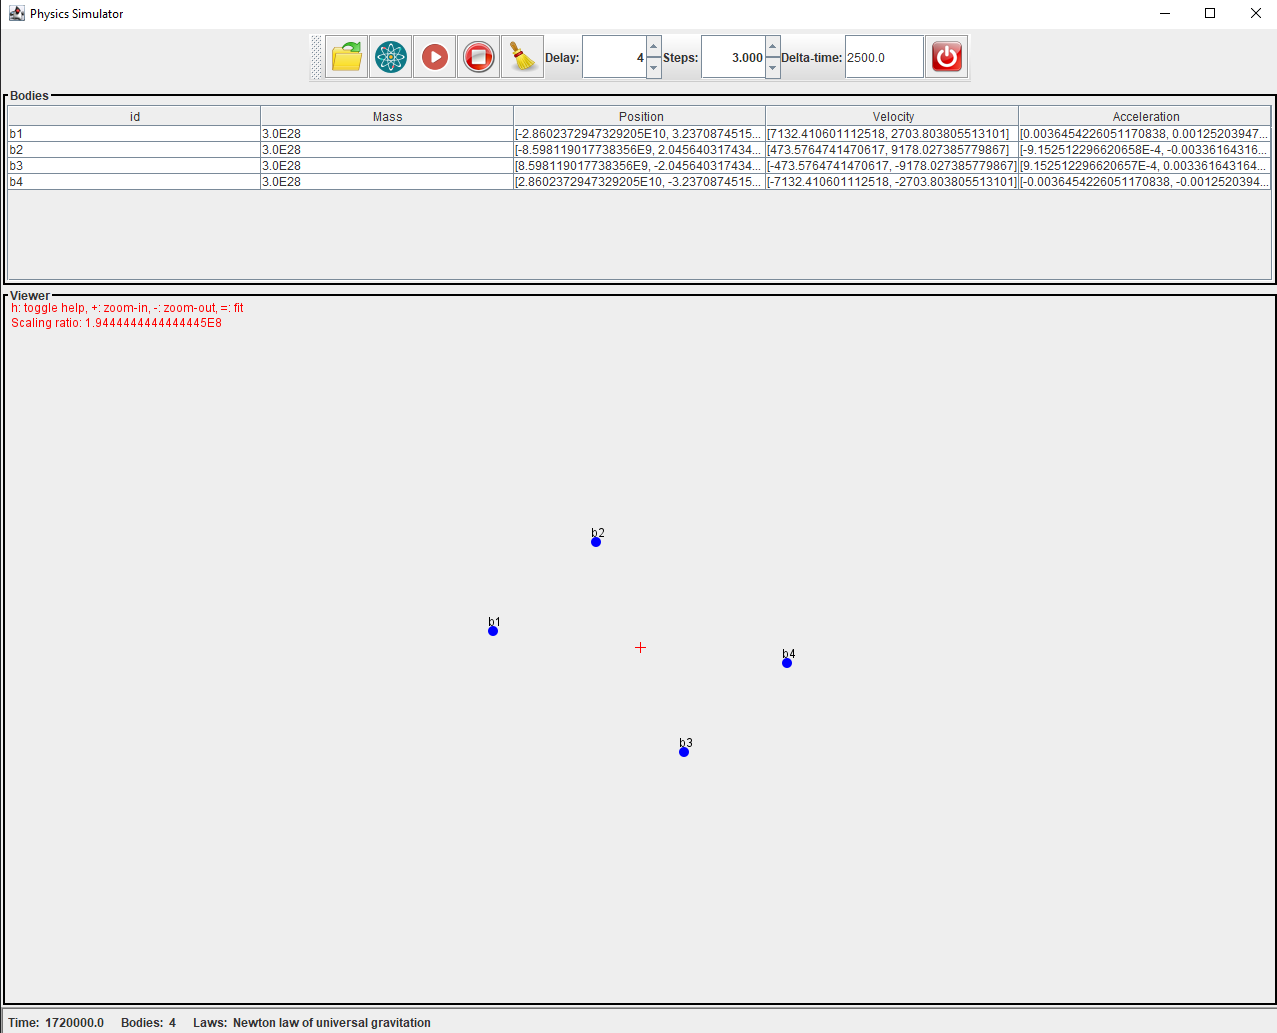 Physics Simulator
Delay: 4 Steps: 3.000 Delta-time: 2500.0
Bodies
id Mass Position Velocity Acceleration
b1 3.0E28 [-2.8602372947329205E10, 3.2370874515... [7132.410601112518, 2703.803805513101] [0.0036454226051170838, 0.00125203947...
b2 3.0E28 [-8.598119017738356E9, 2.045640317434... [473.5764741470617, 9178.027385779867] [-9.152512296620658E-4, -0.00336164316...
b3 3.0E28 [8.598119017738356E9, -2.045640317434... [-473.5764741470617, -9178.027385779867] [9.152512296620657E-4, 0.003361643164...
b4 3.0E28 [2.8602372947329205E10, -3.2370874515... [-7132.410601112518, -2703.803805513101] [-0.0036454226051170838, -0.0012520394...
Viewer
h: toggle help, +: zoom-in, -: zoom-out, =: fit
Scaling ratio: 1.9444444444444445E8
b2
b1
b4
b3
Time: 1720000.0 Bodies: 4 Laws: Newton law of universal gravitation